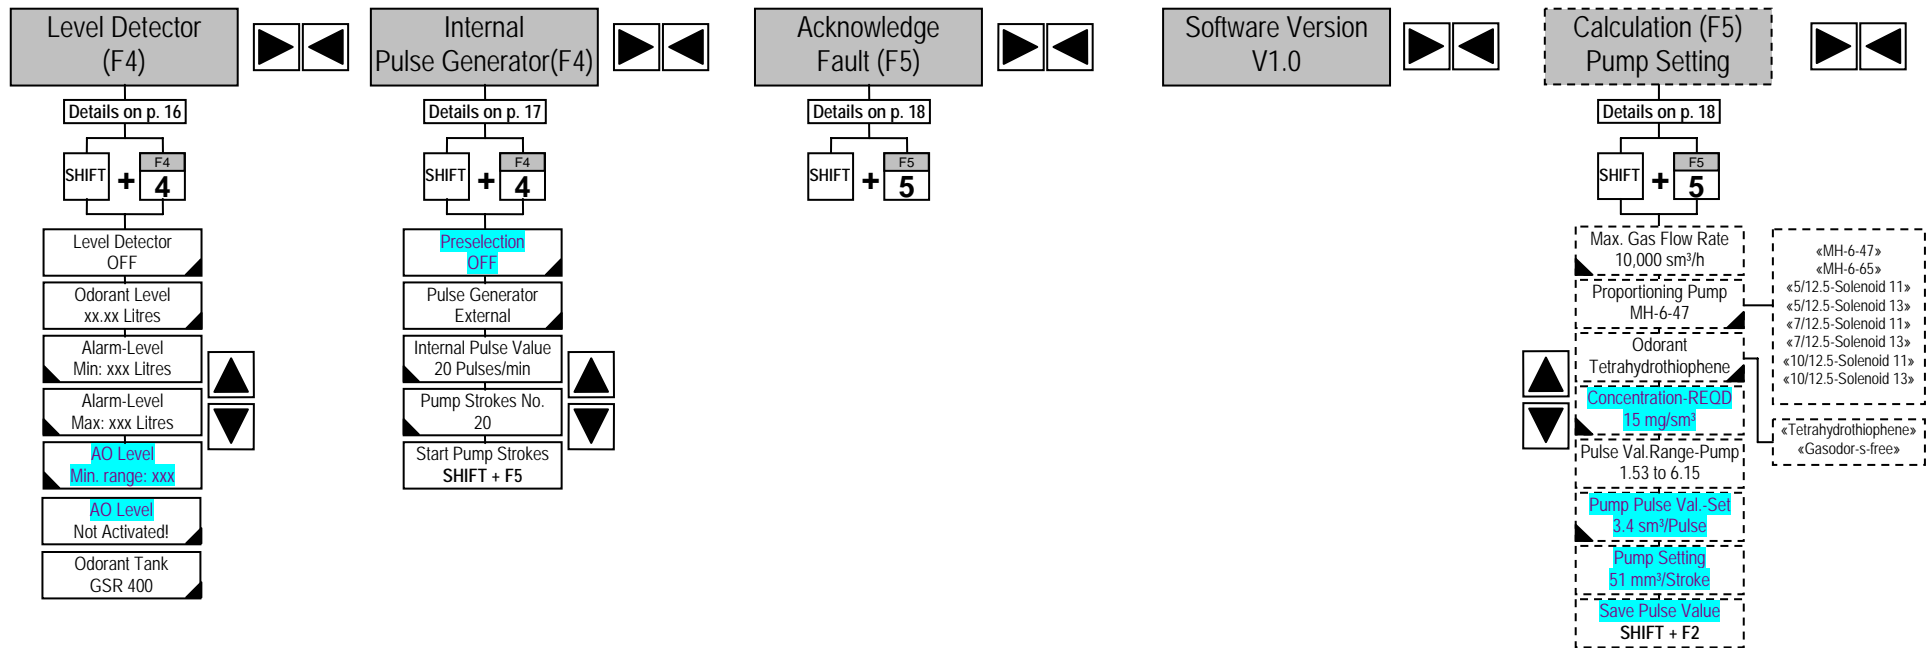 Level Detector
(F4)
Details on p. 16
SHIFT + F4
4
Level Detector
OFF
Odorant Level
xx.xx Litres
Alarm-Level
Min: xxx Litres
Alarm-Level
Max: xxx Litres
AO Level
Min. range: xxx
AO Level
Not Activated!
Odorant Tank
GSR 400
Internal
Pulse Generator(F4)
Details on p. 17
SHIFT + F4
4
Preselection
OFF
Pulse Generator
External
Internal Pulse Value
20 Pulses/min
Pump Strokes No.
20
Start Pump Strokes
SHIFT + F5
Acknowledge
Fault (F5)
Details on p. 18
SHIFT + F5
5
Software Version
V1.0
Calculation (F5)
Pump Setting
Details on p. 18
SHIFT + F5
5
Max. Gas Flow Rate
10,000 sm³/h
Proportioning Pump
MH-6-47
Odorant
Tetrahydrothiophene
Concentration-REQD
15 mg/sm³
Pulse Val.Range-Pump
1.53 to 6.15
Pump Pulse Val.-Set
3.4 sm³/Pulse
Pump Setting
51 mm³/Stroke
Save Pulse Value
SHIFT + F2
«MH-6-47»
«MH-6-65»
«5/12.5-Solenoid 11»
«5/12.5-Solenoid 13»
«7/12.5-Solenoid 11»
«7/12.5-Solenoid 13»
«10/12.5-Solenoid 11»
«10/12.5-Solenoid 13»
«Tetrahydrothiophene»
«Gasodor-s-free»